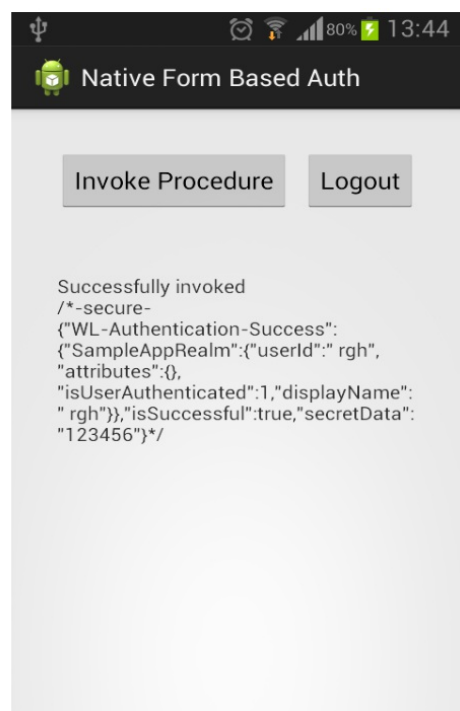 80% 13:44
Native Form Based Auth
Invoke Procedure Logout
Successfully invoked
/*-secure-
{"WL-Authentication-Success":
{"SampleAppRealm":{"userId":" rgh",
"attributes":{},
"isUserAuthenticated":1,"displayName":
" rgh"}},"isSuccessful":true,"secretData":
"123456"}*/